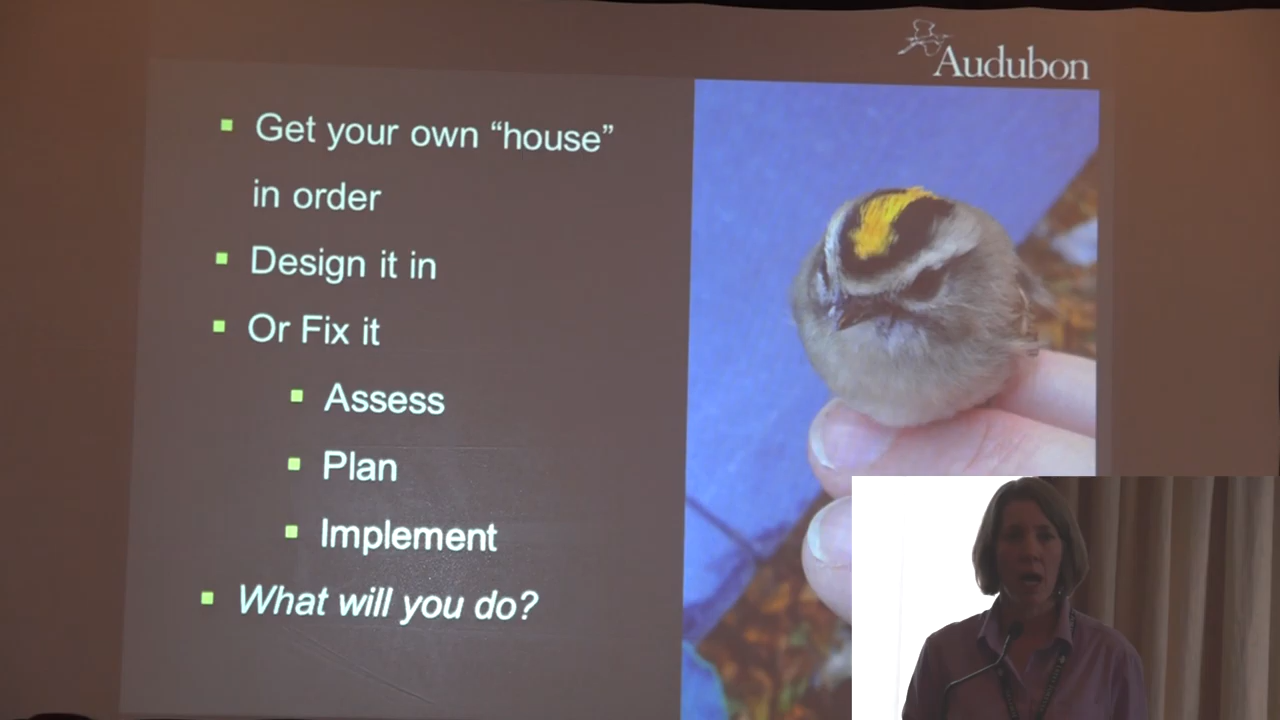 Audubon
Get your own “house”
in order
Design it in
Or Fix it
Assess
Plan
Implement
What will you do?